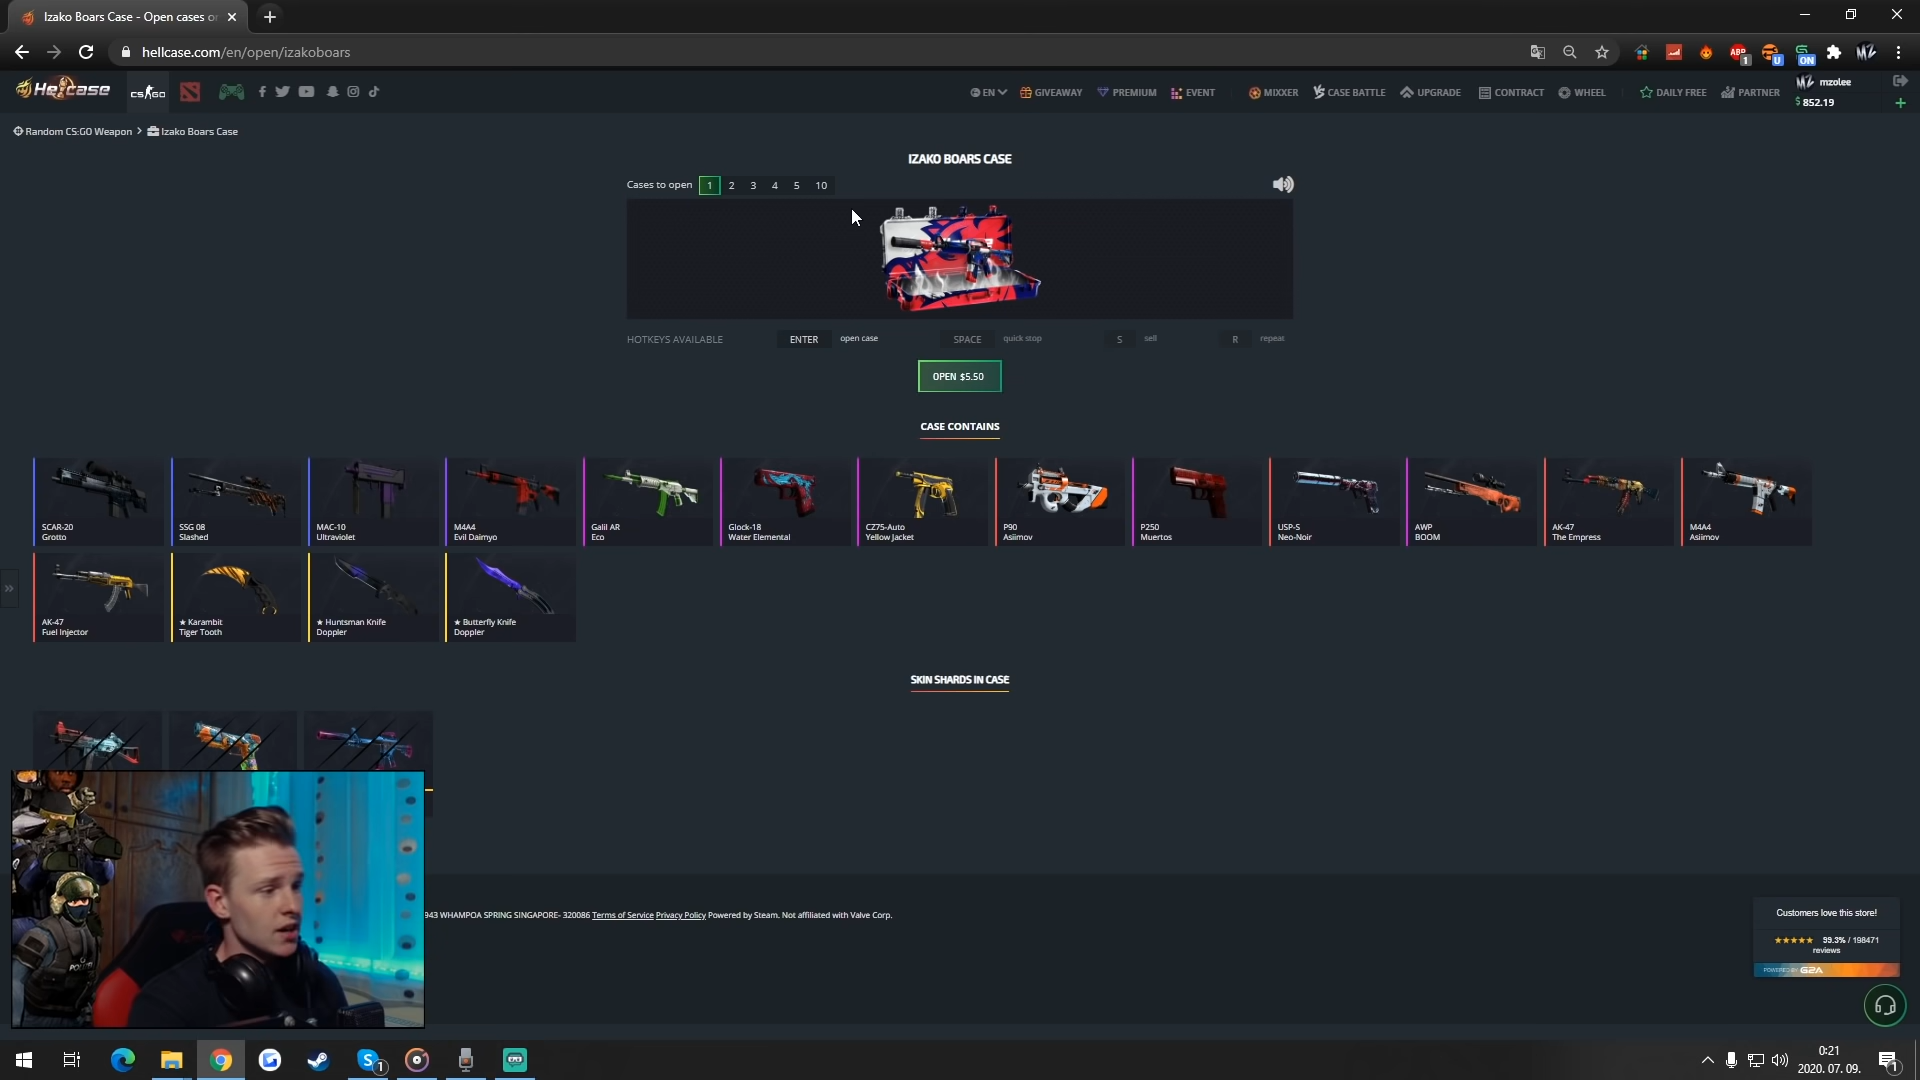 Izako Boars Case - Open cases or
hellcase.com/en/open/izakoboars
Hellcase
CS:GO
EN
GIVEAWAY
PREMIUM
EVENT
MIXXER
CASE BATTLE
UPGRADE
CONTRACT
WHEEL
DAILY FREE
PARTNER
mzolee
$ 852.19
Random CS:GO Weapon
Izako Boars Case
IZAKO BOARS CASE
Cases to open 1 2 3 4 5 10
HOTKEYS AVAILABLE ENTER open case SPACE quick stop S sell R repeat
OPEN $5.50
CASE CONTAINS
SCAR-20
Grotto
SSG 08
Slashed
MAC-10
Ultraviolet
M4A4
Evil Daimyo
Galil AR
Eco
Glock-18
Water Elemental
CZ75-Auto
Yellow Jacket
P90
Asiimov
P250
Muertos
USP-S
Neo-Noir
AWP
BOOM
AK-47
The Empress
M4A4
Asiimov
AK-47
Fuel Injector
★ Karambit
Tiger Tooth
★ Huntsman Knife
Doppler
★ Butterfly Knife
Doppler
SKIN SHARDS IN CASE
943 WHAMPOA SPRING SINGAPORE- 320086 Terms of Service Privacy Policy Powered by Steam. Not affiliated with Valve Corp.
Customers love this store!
★★★★★ 99.3% / 198471
reviews
POWERED BY G2A
0:21
2020. 07. 09.